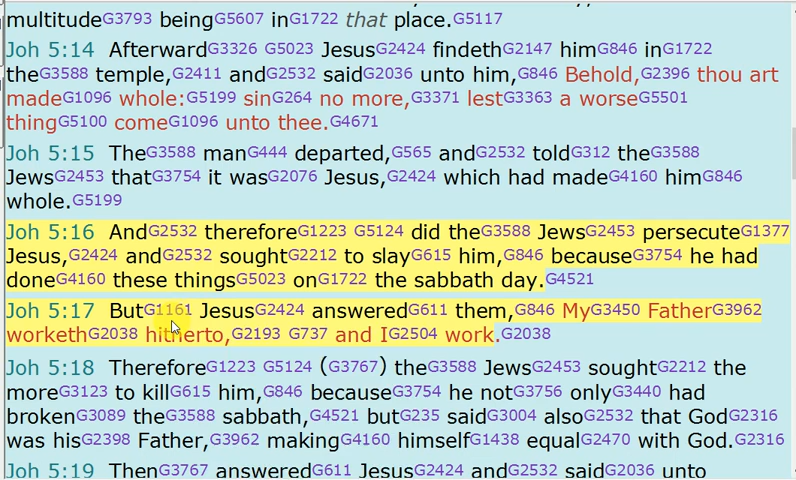 multitudeG3793 beingG5607 inG1722 that place.G5117
Joh 5:14 AfterwardG3326 G5023 JesusG2424 findethG2147 himG846 inG1722
theG3588 temple,G2411 andG2532 saidG2036 unto him,G846 Behold,G2396 thou art
madeG1096 whole:G5199 sinG264 no more,G3371 lestG3363 a worseG5501
thingG5100 comeG1096 unto thee.G4671
Joh 5:15 TheG3588 manG444 departed,G565 andG2532 toldG312 theG3588
JewsG2453 thatG3754 it wasG2076 Jesus,G2424 which had madeG4160 himG846
whole.G5199
Joh 5:16 AndG2532 thereforeG1223 G5124 did theG3588 JewsG2453 persecuteG1377
Jesus,G2424 andG2532 soughtG2212 to slayG615 him,G846 becauseG3754 he had
doneG4160 these thingsG5023 onG1722 the sabbath day.G4521
Joh 5:17 ButG1161 JesusG2424 answeredG611 them,G846 MyG3450 FatherG3962
workethG2038 hitherto,G2193 G737 and IG2504 work.G2038
Joh 5:18 ThereforeG1223 G5124 (G3767) theG3588 JewsG2453 soughtG2212 the
moreG3123 to killG615 him,G846 becauseG3754 he notG3756 onlyG3440 had
brokenG3089 theG3588 sabbath,G4521 butG235 saidG3004 alsoG2532 that GodG2316
was hisG2398 Father,G3962 makingG4160 himselfG1438 equalG2470 with God.G2316
Joh 5:19 ThenG3767 answeredG611 JesusG2424 andG2532 saidG2036 unto